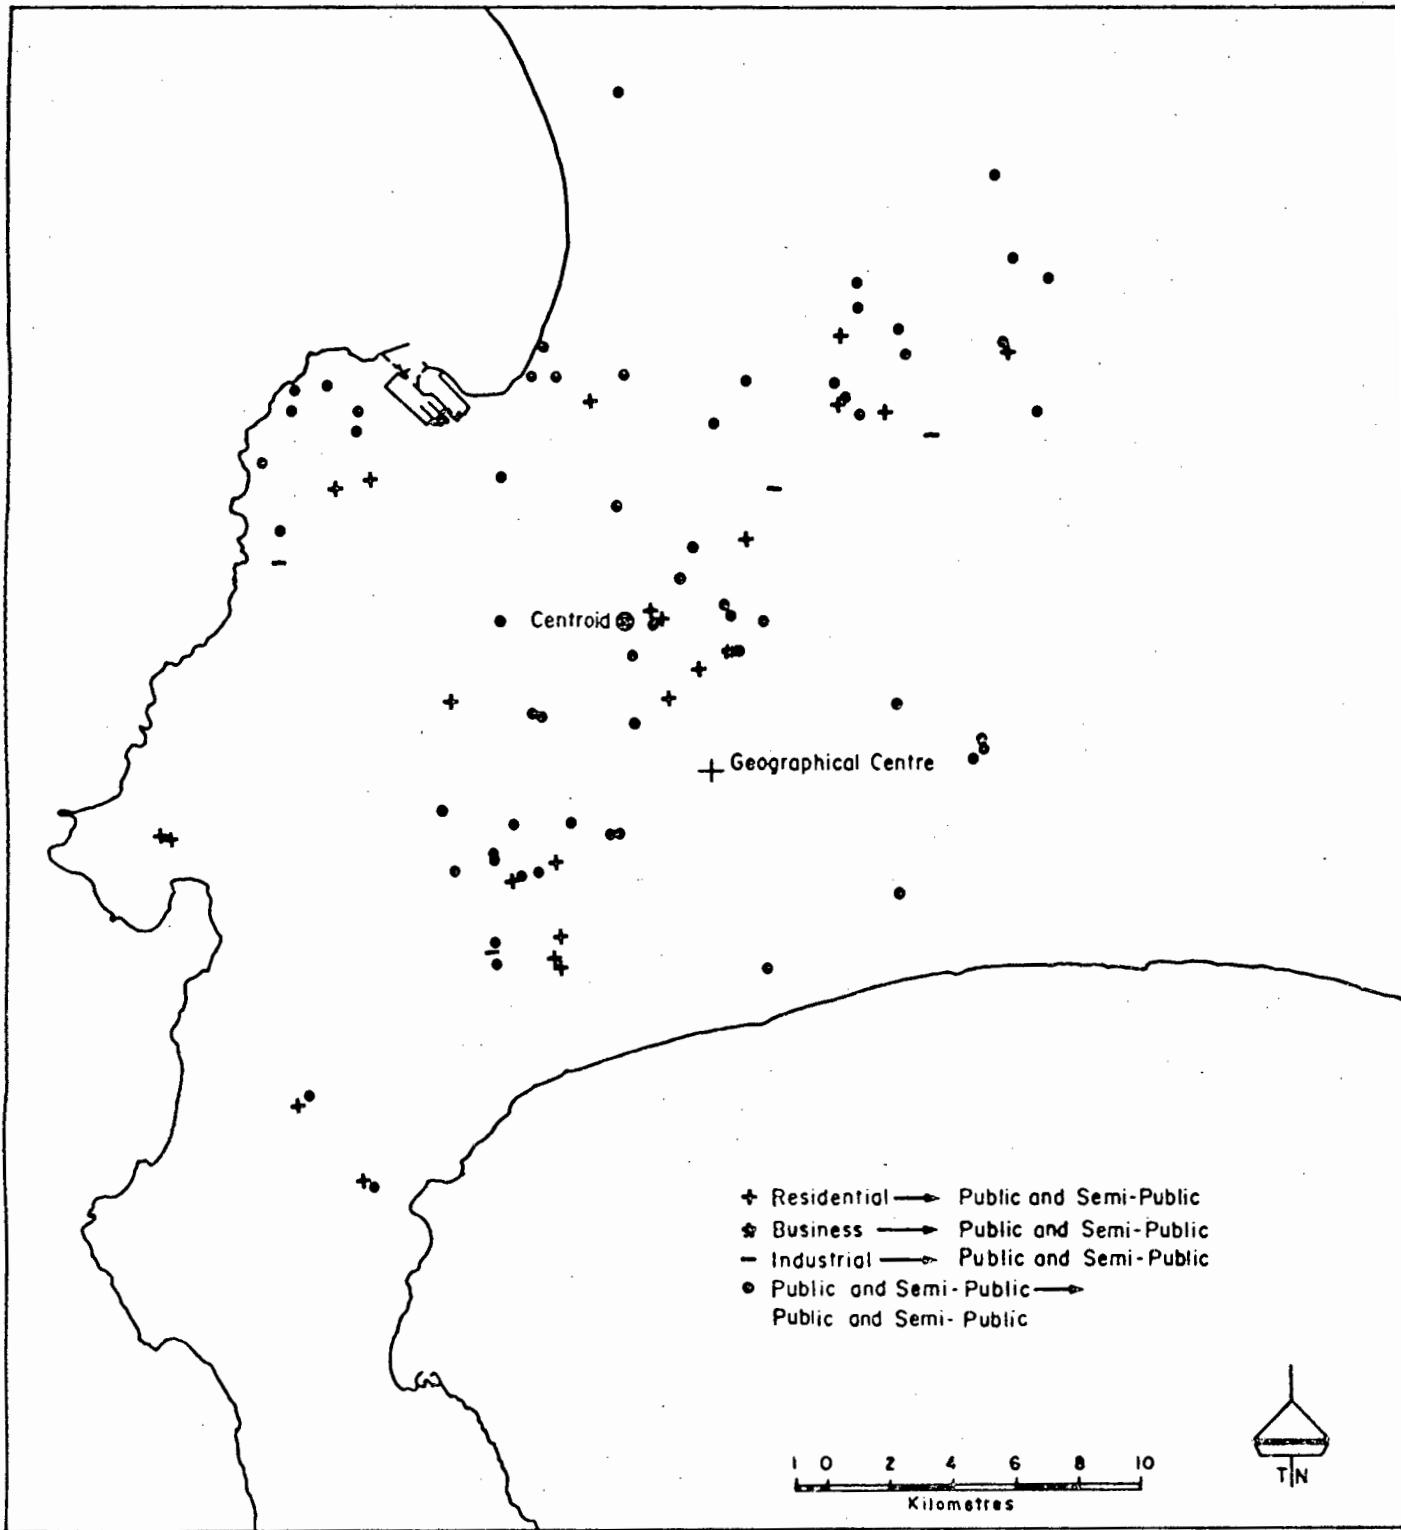 Centroid
Geographical Centre
Residential → Public and Semi-Public
Business → Public and Semi-Public
Industrial → Public and Semi-Public
Public and Semi-Public →
Public and Semi-Public
1 0 2 4 6 8 10
Kilometres
T N